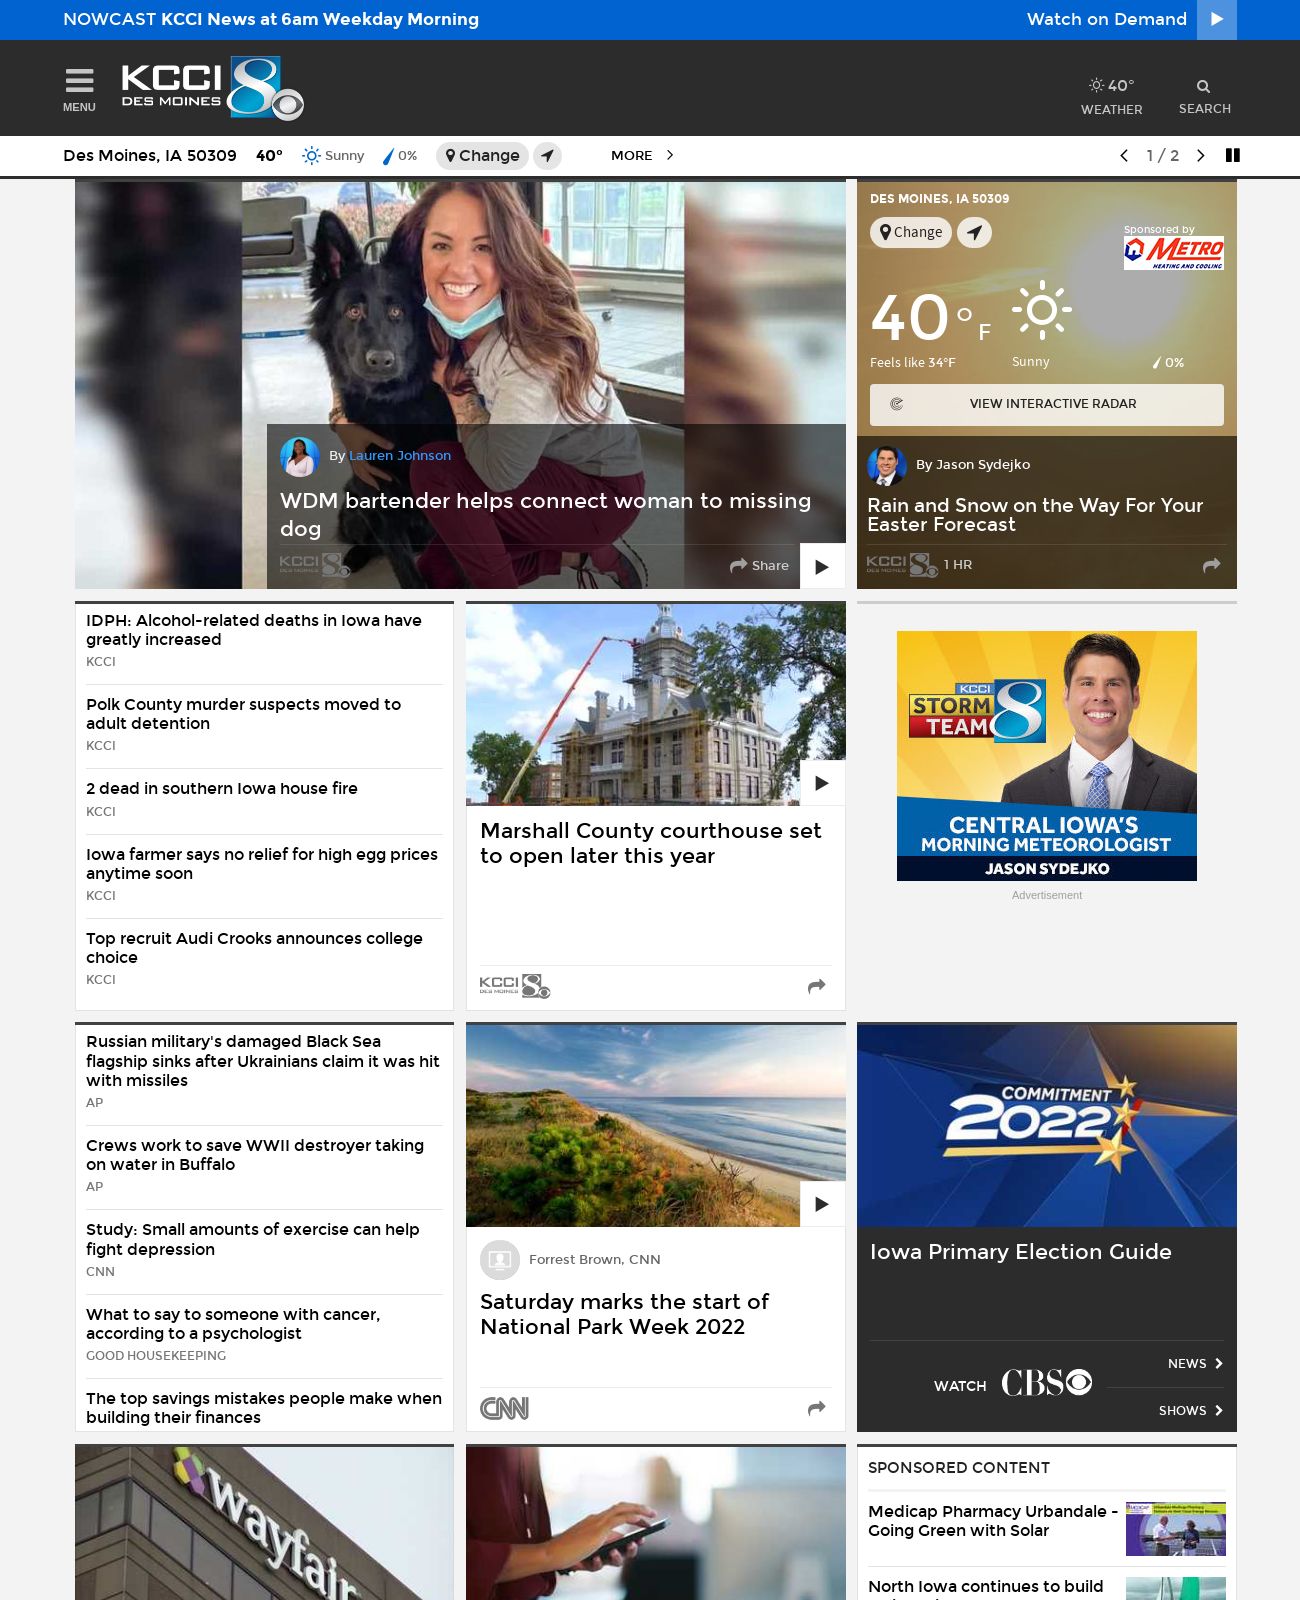 NOWCAST KCCI News at 6am Weekday Morning
Watch on Demand
MENU
KCCI 8
DES MOINES
40°
WEATHER
SEARCH
Des Moines, IA 50309 40° Sunny 0% Change MORE
1 / 2
By Lauren Johnson
WDM bartender helps connect woman to missing
dog
KCCI 8
DES MOINES
Share
DES MOINES, IA 50309
Change
Sponsored by
METRO
HEATING AND COOLING
40°F
Feels like 34°F
Sunny
0%
VIEW INTERACTIVE RADAR
By Jason Sydejko
Rain and Snow on the Way For Your
Easter Forecast
KCCI 8
DES MOINES
1 HR
IDPH: Alcohol-related deaths in Iowa have
greatly increased
KCCI
Polk County murder suspects moved to
adult detention
KCCI
2 dead in southern Iowa house fire
KCCI
Iowa farmer says no relief for high egg prices
anytime soon
KCCI
Top recruit Audi Crooks announces college
choice
KCCI
Marshall County courthouse set
to open later this year
KCCI 8
DES MOINES
KCCI
STORM
TEAM 8
CENTRAL IOWA'S
MORNING METEOROLOGIST
JASON SYDEJKO
Advertisement
Russian military's damaged Black Sea
flagship sinks after Ukrainians claim it was hit
with missiles
AP
Crews work to save WWII destroyer taking
on water in Buffalo
AP
Study: Small amounts of exercise can help
fight depression
CNN
What to say to someone with cancer,
according to a psychologist
GOOD HOUSEKEEPING
The top savings mistakes people make when
building their finances
Forrest Brown, CNN
Saturday marks the start of
National Park Week 2022
CNN
COMMITMENT
2022
Iowa Primary Election Guide
WATCH CBS
NEWS
SHOWS
wayfair
SPONSORED CONTENT
Medicap Pharmacy Urbandale -
Going Green with Solar
North Iowa continues to build